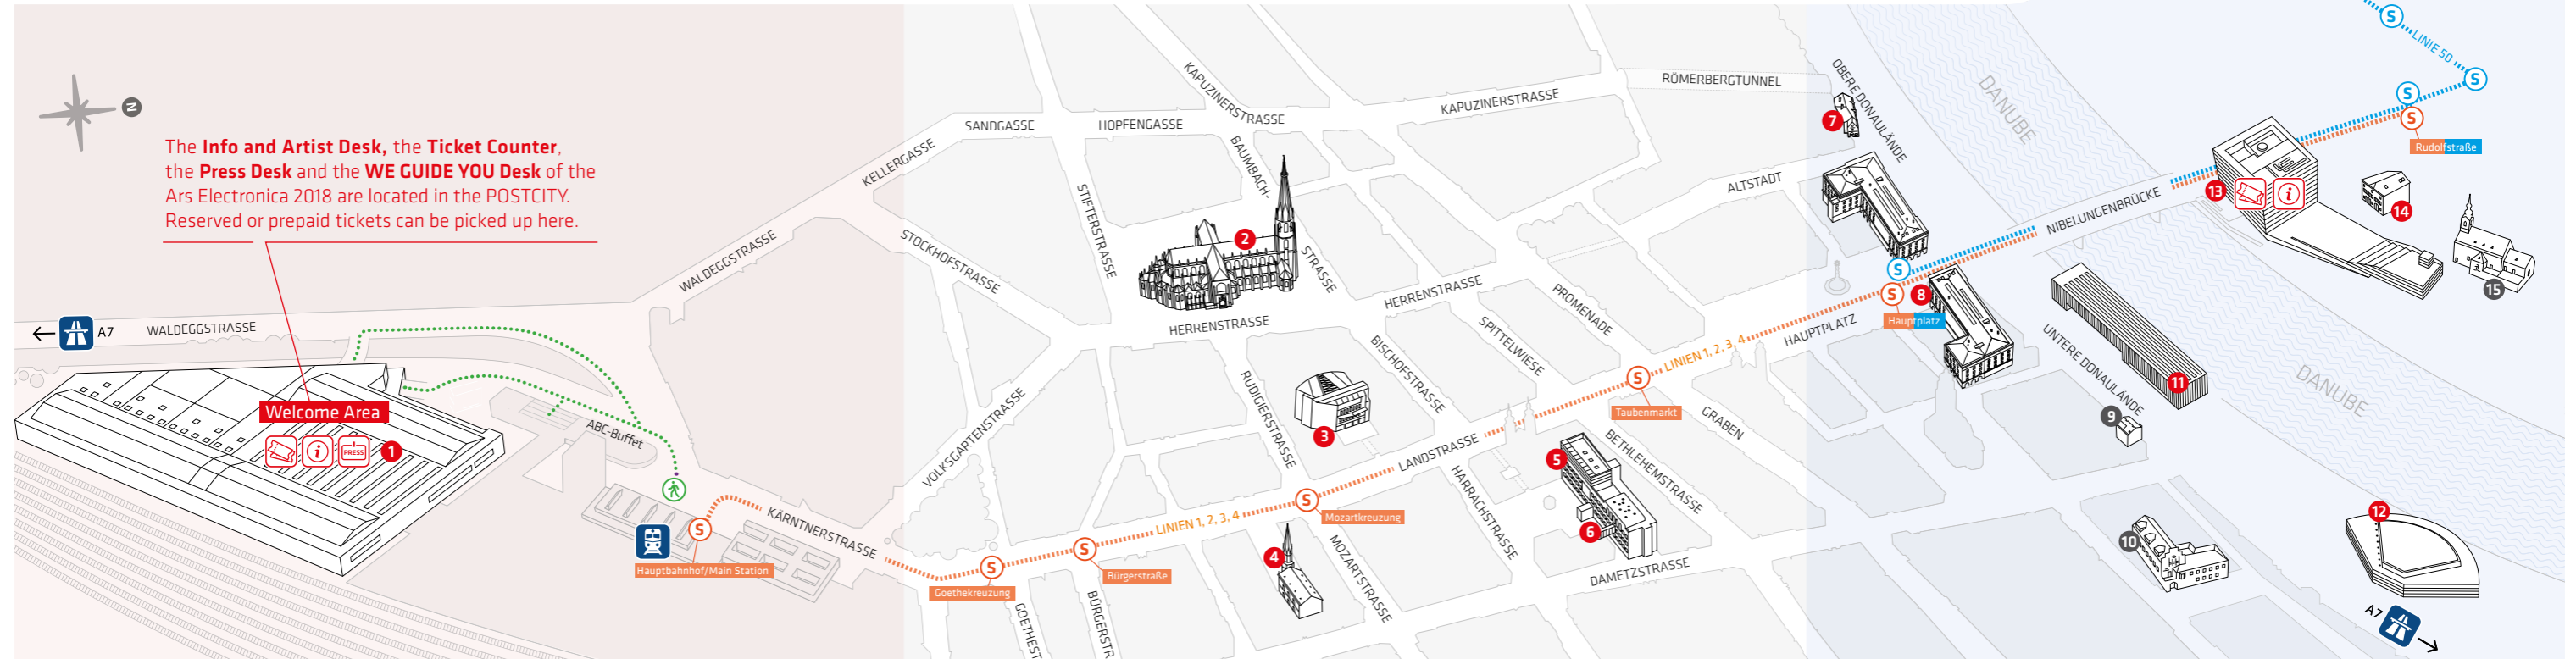 The Info and Artist Desk, the Ticket Counter,
the Press Desk and the WE GUIDE YOU Desk of the
Ars Electronica 2018 are located in the POSTCITY.
Reserved or prepaid tickets can be picked up here.
N
A7
WALDEGGSTRASSE
WALDEGGSTRASSE
KELLERGASSE
SANDGASSE
HOPFENGASSE
KAPUZINERSTRASSE
KAPUZINERSTRASSE
RÖMERBERGTUNNEL
OBERE DONAULÄNDE
DANUBE
LINIE 50
S
S
S
S
Rudolfstraße
STIFTERSTRASSE
BAUMBACH-
STRASSE
STOCKHOFSTRASSE
HERRENSTRASSE
HERRENSTRASSE
ALTSTADT
NIBELUNGENBRÜCKE
PROMENADE
SPITTELWIESE
BISCHOFSTRASSE
RUDIGIERSTRASSE
VOLKSGARTENSTRASSE
HAUPTPLATZ
S
S
Hauptplatz
UNTERE DONAULÄNDE
DANUBE
Welcome Area
PRESS
i
i
1
2
3
4
5
6
7
8
9
10
11
12
13
14
15
ABC-Buffet
S
Hauptbahnhof/Main Station
KÄRNTNERSTRASSE
S
Goethekreuzung
S
Bürgerstraße
LINIEN 1, 2, 3, 4
S
Mozartkreuzung
LANDSTRASSE
S
Taubenmarkt
LINIEN 1, 2, 3, 4
GRABEN
BETHLEHEMSTRASSE
HARRACHSTRASSE
MOZARTSTRASSE
DAMETZSTRASSE
GOETHEST
BÜRGERSTR
A7